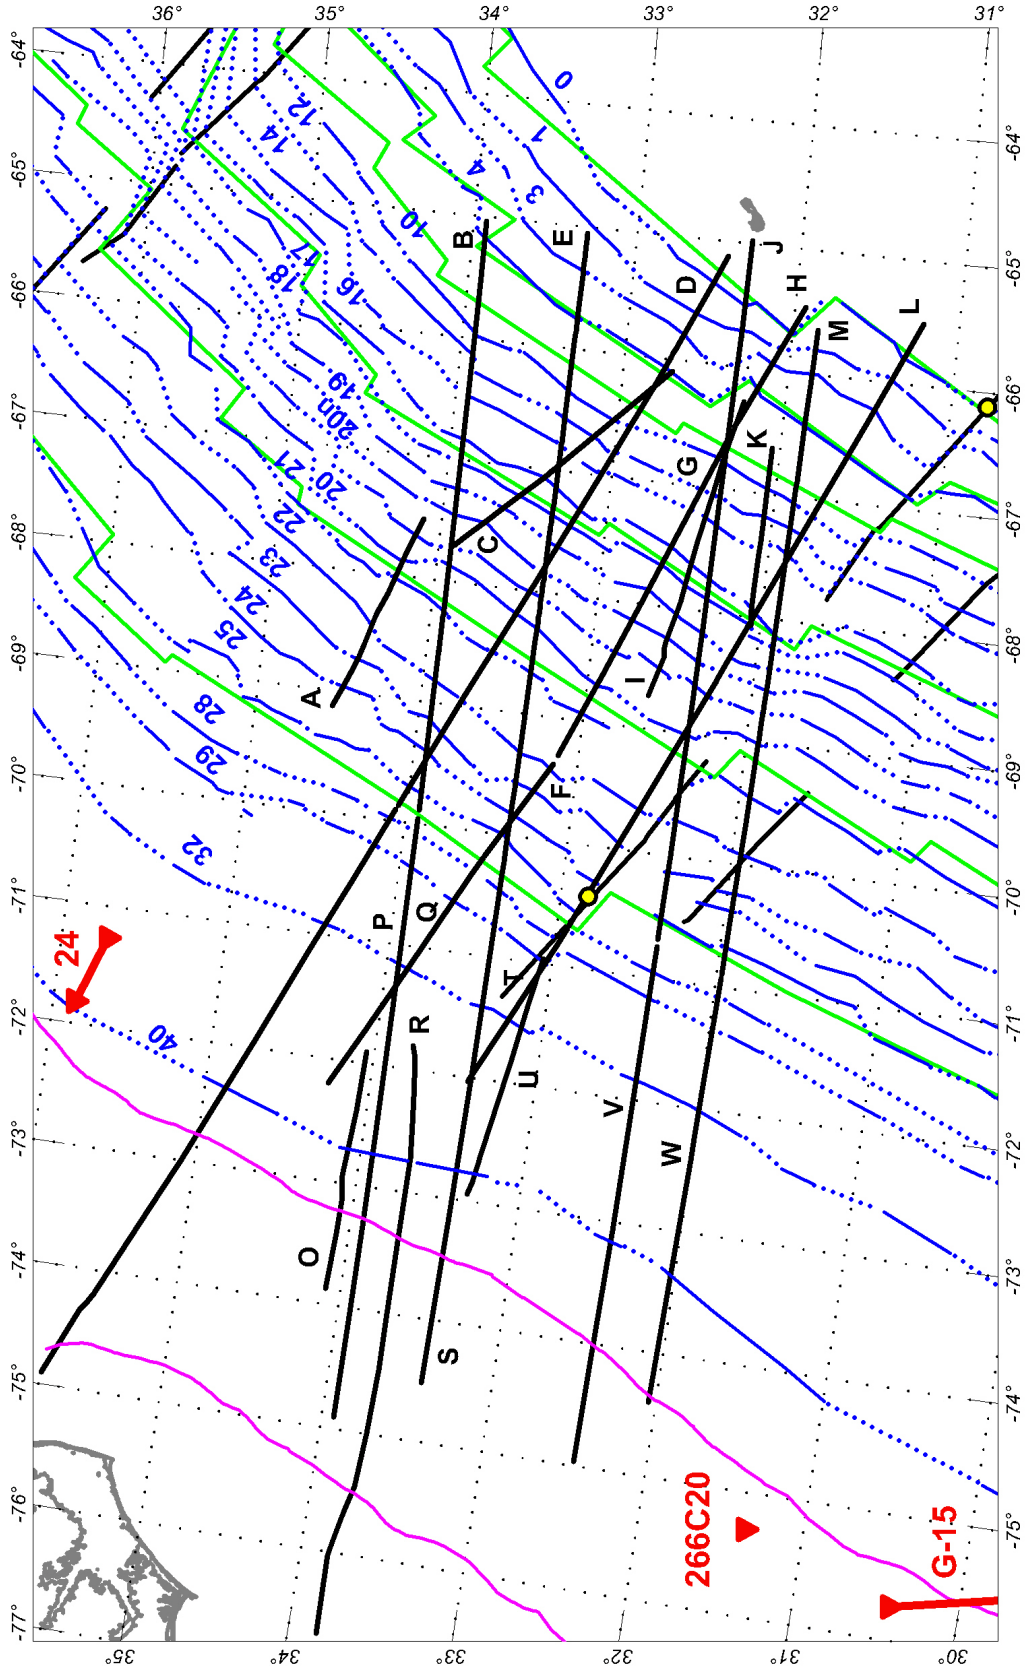 36°
35°
34°
33°
32°
31°
-64°
-65°
-66°
-67°
-68°
-69°
-70°
-71°
-72°
-73°
-74°
-75°
-76°
-77°
-64°
-65°
-66°
-67°
-68°
-69°
-70°
-71°
-72°
-73°
-74°
-75°
35°
34°
33°
32°
31°
30°
0
1
3
4
10
12
14
16
17
18
19
20n
20
21
22
23
24
25
28
29
32
40
A
B
C
D
E
F
G
H
I
J
K
L
M
O
P
Q
R
S
T
U
V
W
24
266C20
G-15